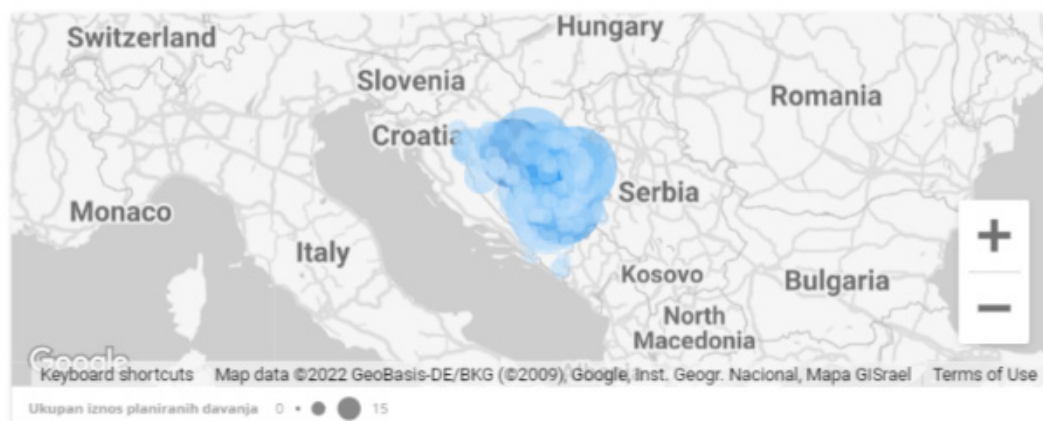 Switzerland
Hungary
Slovenia
Romania
Croatia
Serbia
Monaco
Italy
Kosovo
Bulgaria
North
Macedonia
Google
Keyboard shortcuts Map data ©2022 GeoBasis-DE/BKG (©2009), Google, Inst. Geogr. Nacional, Mapa GISrael Terms of Use
Ukupan iznos planiranih davanja 0 15